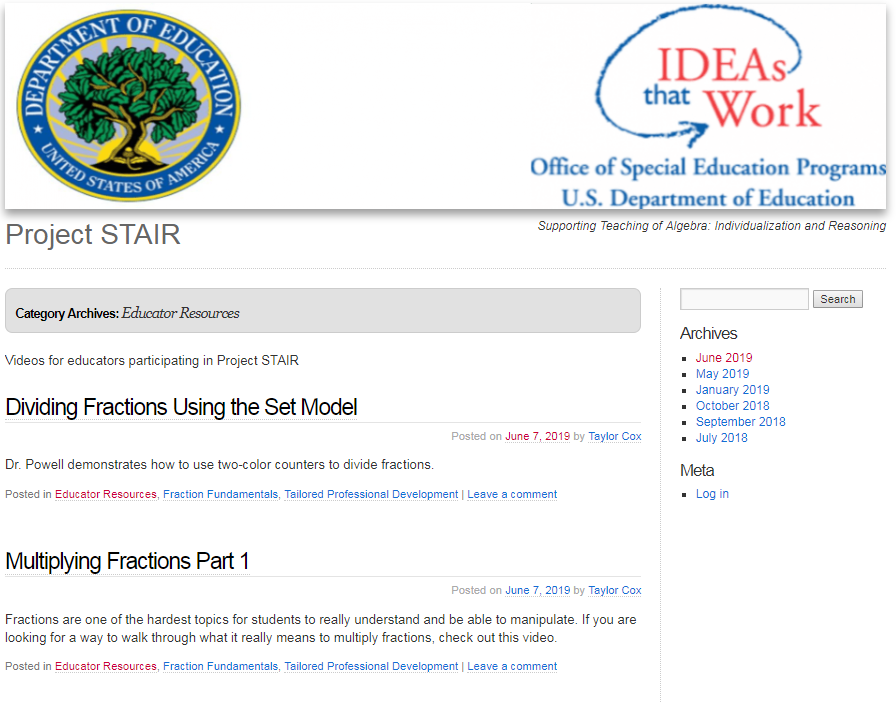 DEPARTMENT OF EDUCATION
UNITED STATES OF AMERICA
IDEAs
that Work
Office of Special Education Programs
U.S. Department of Education
Project STAIR
Supporting Teaching of Algebra: Individualization and Reasoning
Category Archives: Educator Resources
Videos for educators participating in Project STAIR
Dividing Fractions Using the Set Model
Posted on June 7, 2019 by Taylor Cox
Dr. Powell demonstrates how to use two-color counters to divide fractions.
Posted in Educator Resources, Fraction Fundamentals, Tailored Professional Development | Leave a comment
Multiplying Fractions Part 1
Posted on June 7, 2019 by Taylor Cox
Fractions are one of the hardest topics for students to really understand and be able to manipulate. If you are
looking for a way to walk through what it really means to multiply fractions, check out this video.
Posted in Educator Resources, Fraction Fundamentals, Tailored Professional Development | Leave a comment
Search
Archives
June 2019
May 2019
January 2019
October 2018
September 2018
July 2018
Meta
Log in